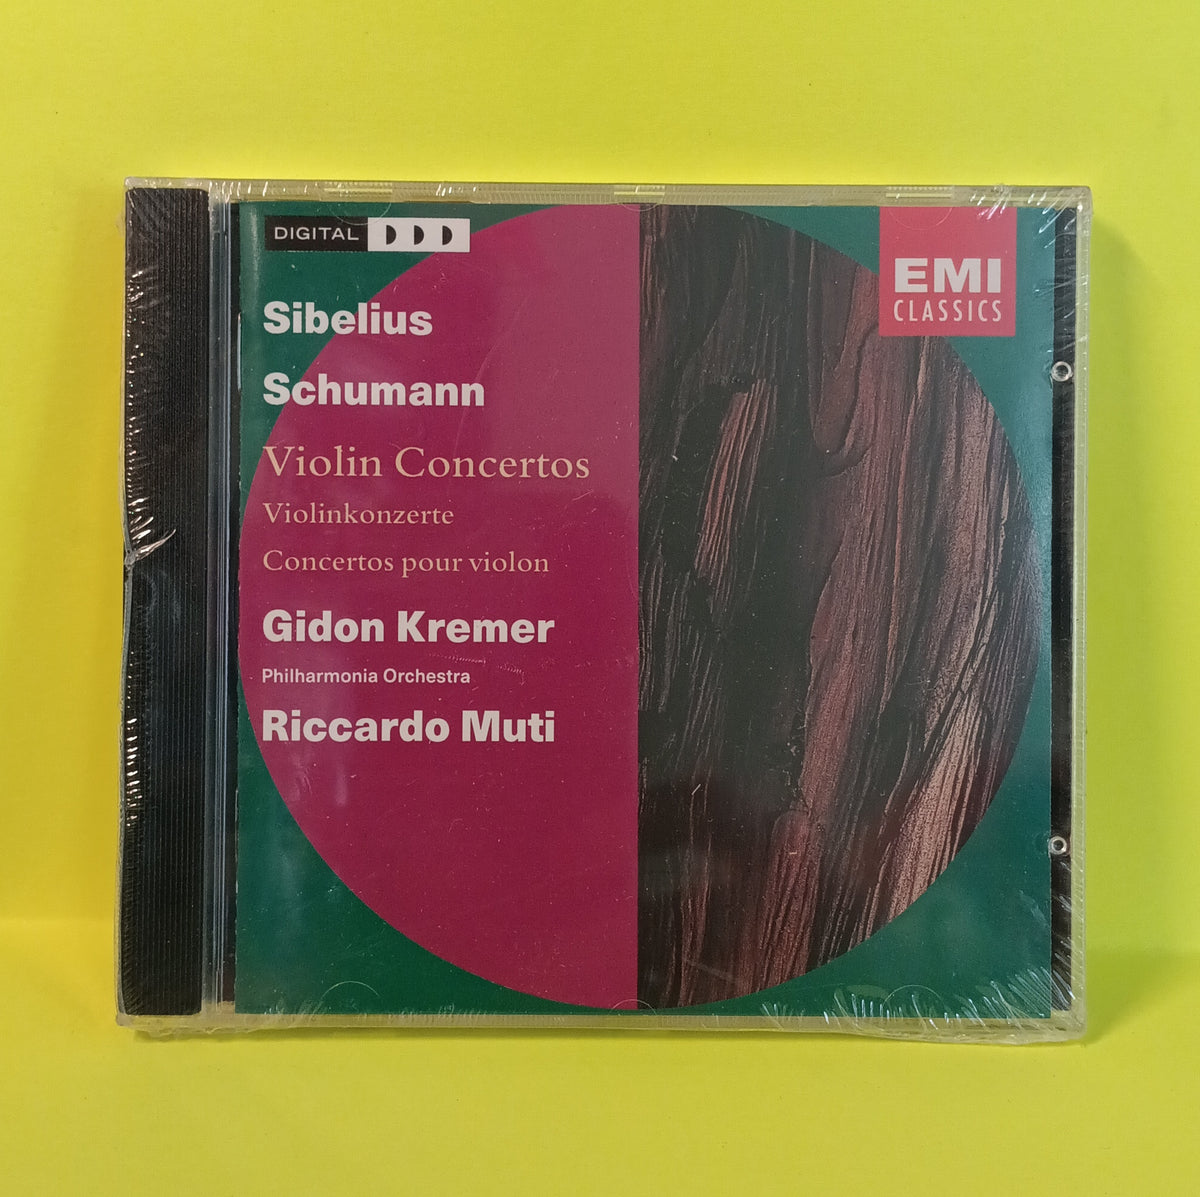 DIGITAL DDD
EMI
CLASSICS
Sibelius
Schumann
Violin Concertos
Violinkonzerte
Concertos pour violon
Gidon Kremer
Philharmonia Orchestra
Riccardo Muti